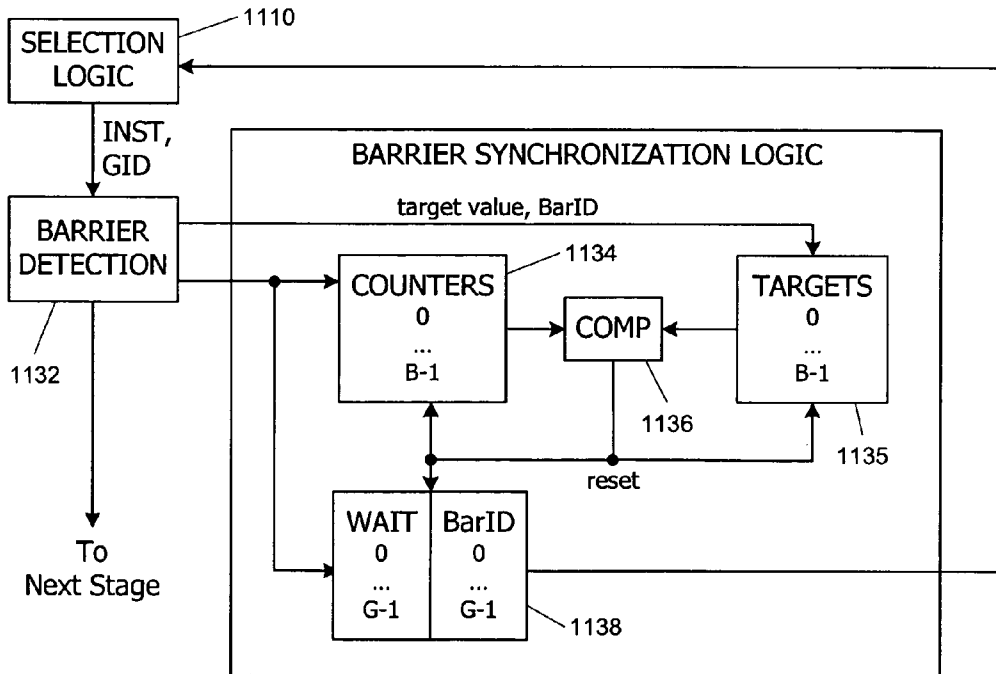 1110
SELECTION
LOGIC
INST,
GID
BARRIER SYNCHRONIZATION LOGIC
target value, BarID
BARRIER
DETECTION
1132
1134
COUNTERS
0
...
B-1
COMP
1136
TARGETS
0
...
B-1
1135
reset
WAIT
0
...
G-1
BarID
0
...
G-1
1138
To
Next Stage